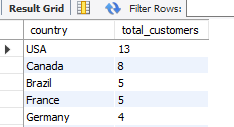 Result Grid Filter Rows:
country total_customers
USA 13
Canada 8
Brazil 5
France 5
Germany 4